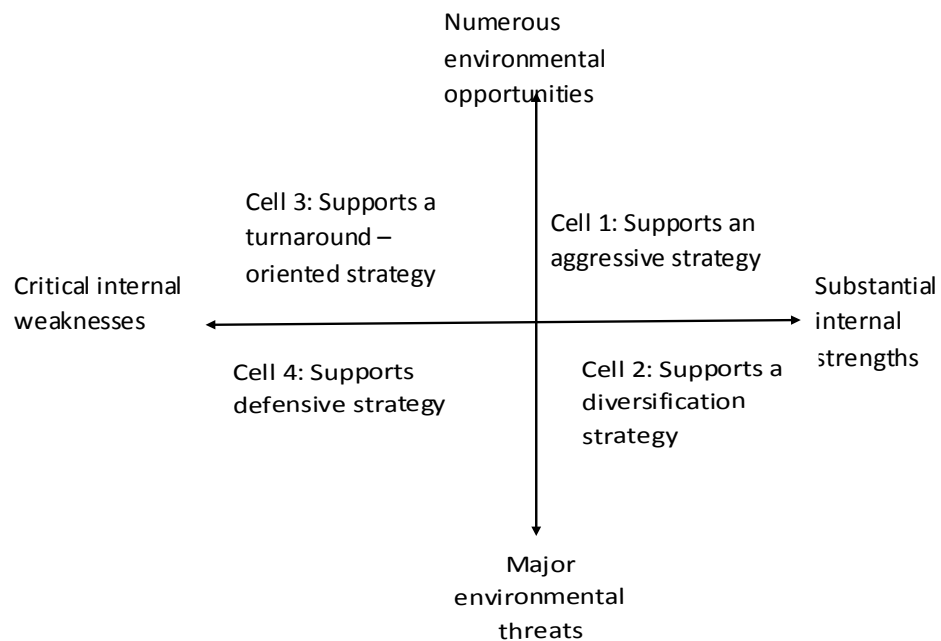 Numerous
environmental
opportunities
Cell 3: Supports a
turnaround –
oriented strategy
Cell 1: Supports an
aggressive strategy
Critical internal
weaknesses
Substantial
internal
strengths
Cell 4: Supports
defensive strategy
Cell 2: Supports a
diversification
strategy
Major
environmental
threats